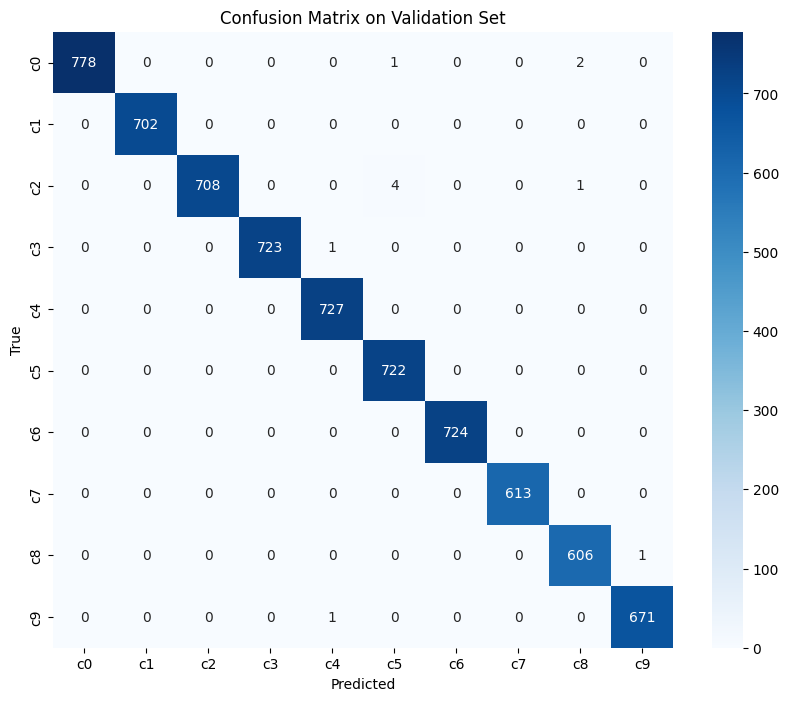 Confusion Matrix on Validation Set
c0 778 0 0 0 0 1 0 0 2 0
c1 0 702 0 0 0 0 0 0 0 0
c2 0 0 708 0 0 4 0 0 1 0
c3 0 0 0 723 1 0 0 0 0 0
c4 0 0 0 0 727 0 0 0 0 0
c5 0 0 0 0 0 722 0 0 0 0
c6 0 0 0 0 0 0 724 0 0 0
c7 0 0 0 0 0 0 0 613 0 0
c8 0 0 0 0 0 0 0 0 606 1
c9 0 0 0 0 1 0 0 0 0 671
c0 c1 c2 c3 c4 c5 c6 c7 c8 c9
Predicted
True
700
600
500
400
300
200
100
0